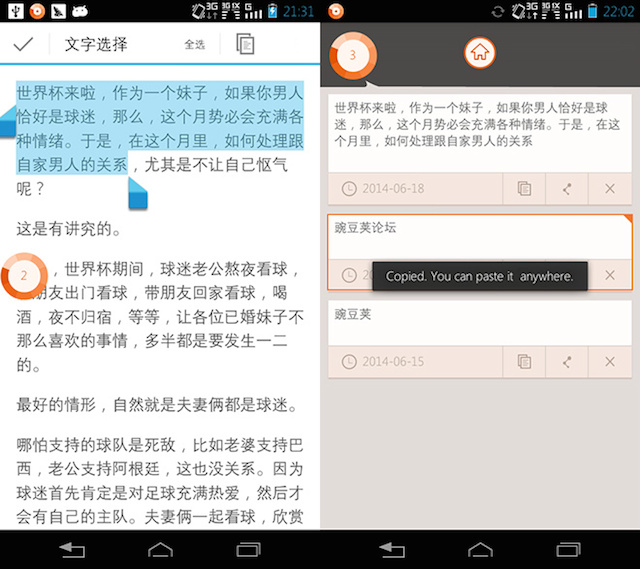 3G 3G 1X G 21:31
文字选择 全选
世界杯来啦，作为一个妹子，如果你男人
恰好是球迷，那么，这个月势必会充满各
种情绪。于是，在这个月里，如何处理跟
自家男人的关系，尤其是不让自己怄气
呢？
这是有讲究的。
2 ，世界杯期间，球迷老公熬夜看球，
朋友出门看球，带朋友回家看球，喝
酒，夜不归宿，等等，让各位已婚妹子不
那么喜欢的事情，多半都是要发生一二
的。
最好的情形，自然就是夫妻俩都是球迷。
哪怕支持的球队是死敌，比如老婆支持巴
西，老公支持阿根廷，这也没关系。因为
球迷首先肯定是对足球充满热爱，然后才
会有自己的主队。夫妻俩一起看球，欣赏
3G 3G 1X G 22:02
3
世界杯来啦，作为一个妹子，如果你男人恰好是球
迷，那么，这个月势必会充满各种情绪。于是，在这
个月里，如何处理跟自家男人的关系
2014-06-18
豌豆荚论坛
Copied. You can paste it anywhere.
豌豆荚
2014-06-15